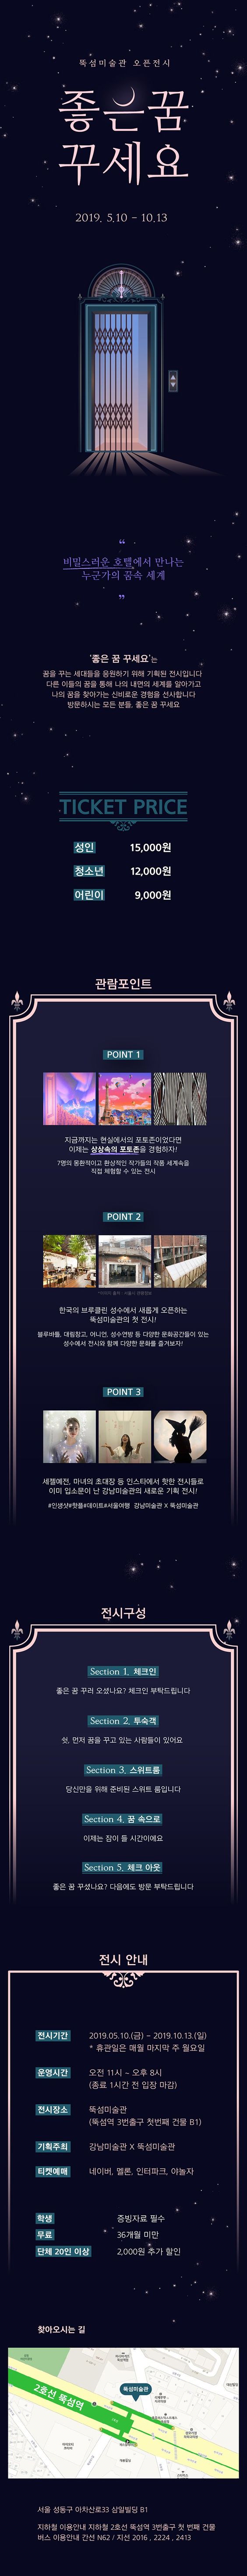 뚝섬미술관 오픈전시
좋은꿈
꾸세요
2019. 5.10 - 10.13
“
비밀스러운 호텔에서 만나는
누군가의 꿈속 세계
”
'좋은 꿈 꾸세요'는
꿈을 꾸는 세대들을 응원하기 위해 기획된 전시입니다
다른 이들의 꿈을 통해 나의 내면의 세계를 알아가고
나의 꿈을 찾아가는 신비로운 경험을 선사합니다
방문하시는 모든 분들, 좋은 꿈 꾸세요
TICKET PRICE
성인 15,000원
청소년 12,000원
어린이 9,000원
관람포인트
POINT 1
지금까지는 현실에서의 포토존이었다면
이제는 상상속의 포토존을 경험하자!
7명의 몽환적이고 환상적인 작가들의 작품 세계속을
직접 체험할 수 있는 전시
POINT 2
한국의 브루클린 성수에서 새롭게 오픈하는
뚝섬미술관의 첫 전시!
블루바틀, 대림창고, 어니언, 성수연방 등 다양한 문화공간들이 있는
성수에서 전시와 함께 다양한 문화를 즐겨보자!
POINT 3
세젤예전, 마녀의 초대장 등 인스타에서 핫한 전시들로
이미 입소문이 난 강남미술관의 새로운 기획 전시!
#인생샷#핫플#데이트#서울여행 강남미술관 X 뚝섬미술관
전시구성
Section 1. 체크인
좋은 꿈 꾸러 오셨나요? 체크인 부탁드립니다
Section 2. 투숙객
쉿, 먼저 꿈을 꾸고 있는 사람들이 있어요
Section 3. 스위트룸
당신만을 위해 준비된 스위트 룸입니다
Section 4. 꿈 속으로
이제는 잠이 들 시간이에요
Section 5. 체크 아웃
좋은 꿈 꾸셨나요? 다음에도 방문 부탁드립니다
전시 안내
전시기간 2019.05.10.(금) ~ 2019.10.13.(일)
* 휴관일은 매월 마지막 주 월요일
운영시간 오전 11시 ~ 오후 8시
(종료 1시간 전 입장 마감)
전시장소 뚝섬미술관
(뚝섬역 3번출구 첫번째 건물 B1)
기획주최 강남미술관 X 뚝섬미술관
티켓예매 네이버, 멜론, 인터파크, 야놀자
학생 증빙자료 필수
무료 36개월 미만
단체 20인 이상 2,000원 추가 할인
찾아오시는 길
뚝섬미술관
2호선 뚝섬역
서울 성동구 아차산로33 삼일빌딩 B1
지하철 이용안내 지하철 2호선 뚝섬역 3번출구 첫 번째 건물
버스 이용안내 간선 N62 / 지선 2016 , 2224 , 2413